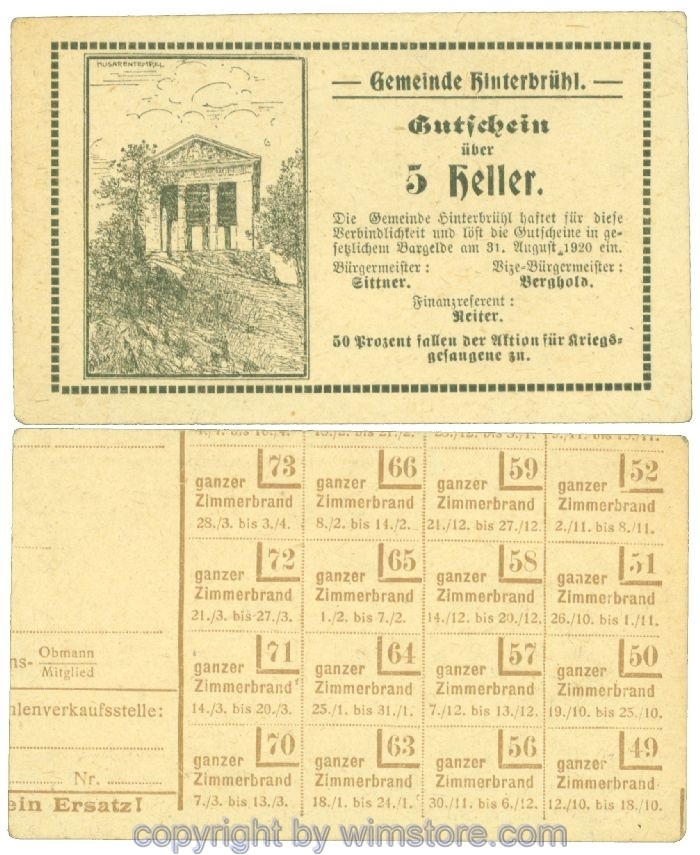 HUSARENTEMPEL
— Gemeinde Hinterbrühl. —
Gutschein
über
5 Heller.
Die Gemeinde Hinterbrühl haftet für diese
Verbindlichkeit und löst die Gutscheine in ge-
setzlichem Bargelde am 31. August 1920 ein.
Bürgermeister : Vize-Bürgermeister :
Sittner. Berghold.
Finanzreferent :
Reiter.
50 Prozent fallen der Aktion für Kriegs-
gefangene zu.
ganzer 73 ganzer 66 ganzer 59 ganzer 52
Zimmerbrand Zimmerbrand Zimmerbrand Zimmerbrand
28./3. bis 3./4. 8./2. bis 14./2. 21./12. bis 27./12. 2./11. bis 8./11.
ganzer 72 ganzer 65 ganzer 58 ganzer 51
Zimmerbrand Zimmerbrand Zimmerbrand Zimmerbrand
21./3. bis 27./3. 1./2. bis 7./2. 14./12. bis 20./12. 26./10. bis 1./11.
Obmann
ns- Mitglied
ganzer 71 ganzer 64 ganzer 57 ganzer 50
Zimmerbrand Zimmerbrand Zimmerbrand Zimmerbrand
14./3. bis 20./3. 25./1. bis 31./1. 7./12. bis 13./12. 19./10. bis 25./10.
hlenverkaufsstelle:
ganzer 70 ganzer 63 ganzer 56 ganzer 49
Zimmerbrand Zimmerbrand Zimmerbrand Zimmerbrand
7./3. bis 13./3. 18./1. bis 24./1. 30./11. bis 6./12. 12./10. bis 18./10.
Nr.
ein Ersatz!
copyright by wimstore.com